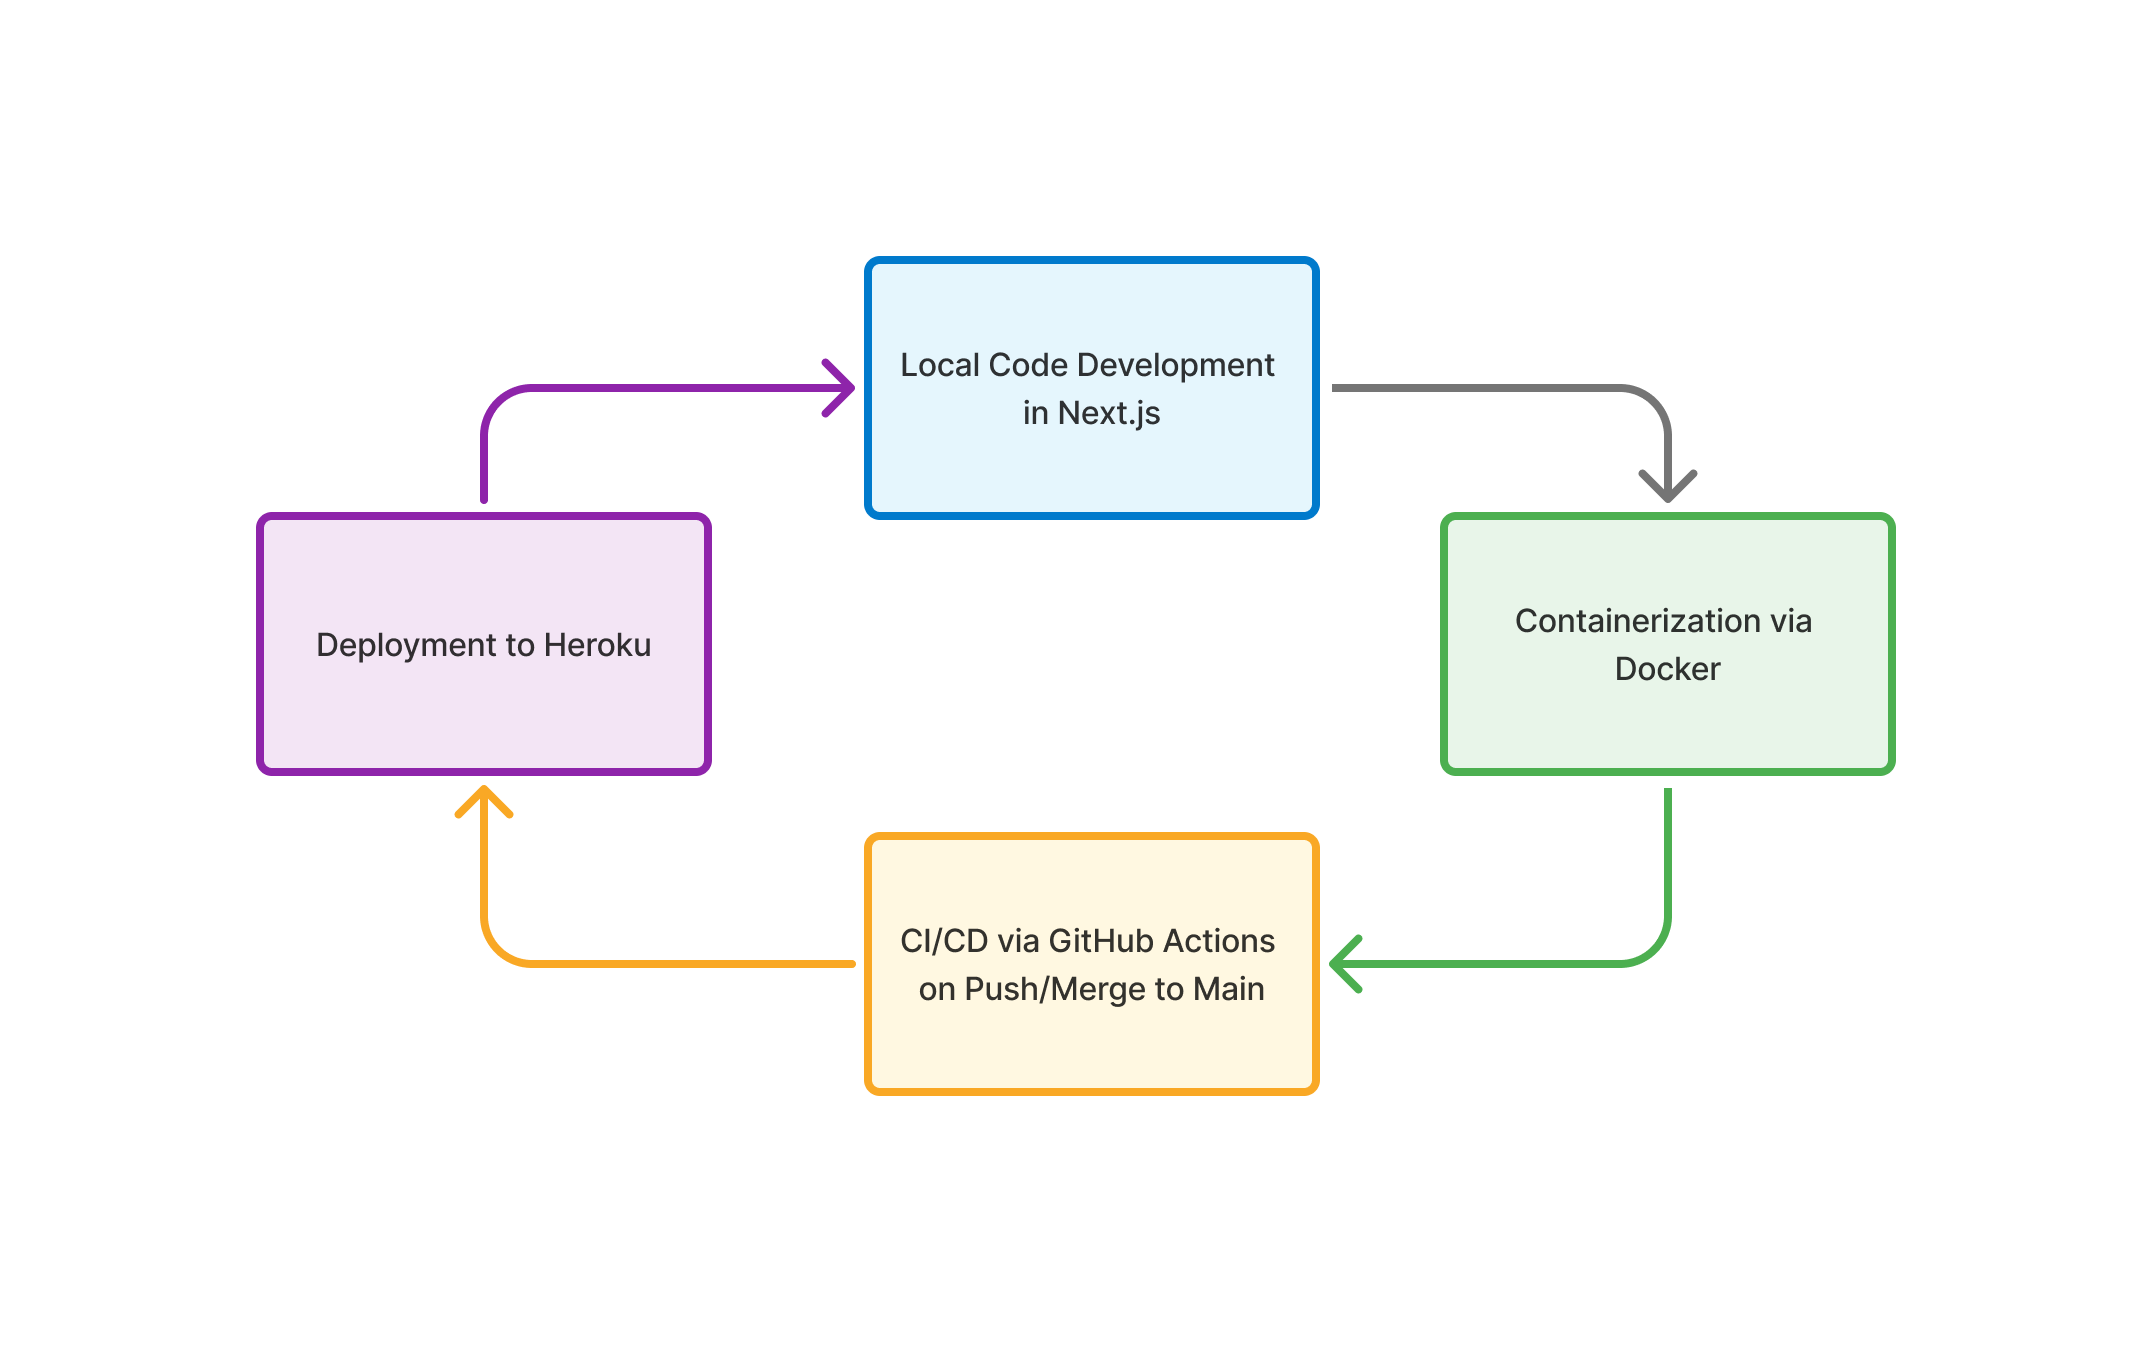 Local Code Development
in Next.js
Deployment to Heroku
Containerization via
Docker
CI/CD via GitHub Actions
on Push/Merge to Main